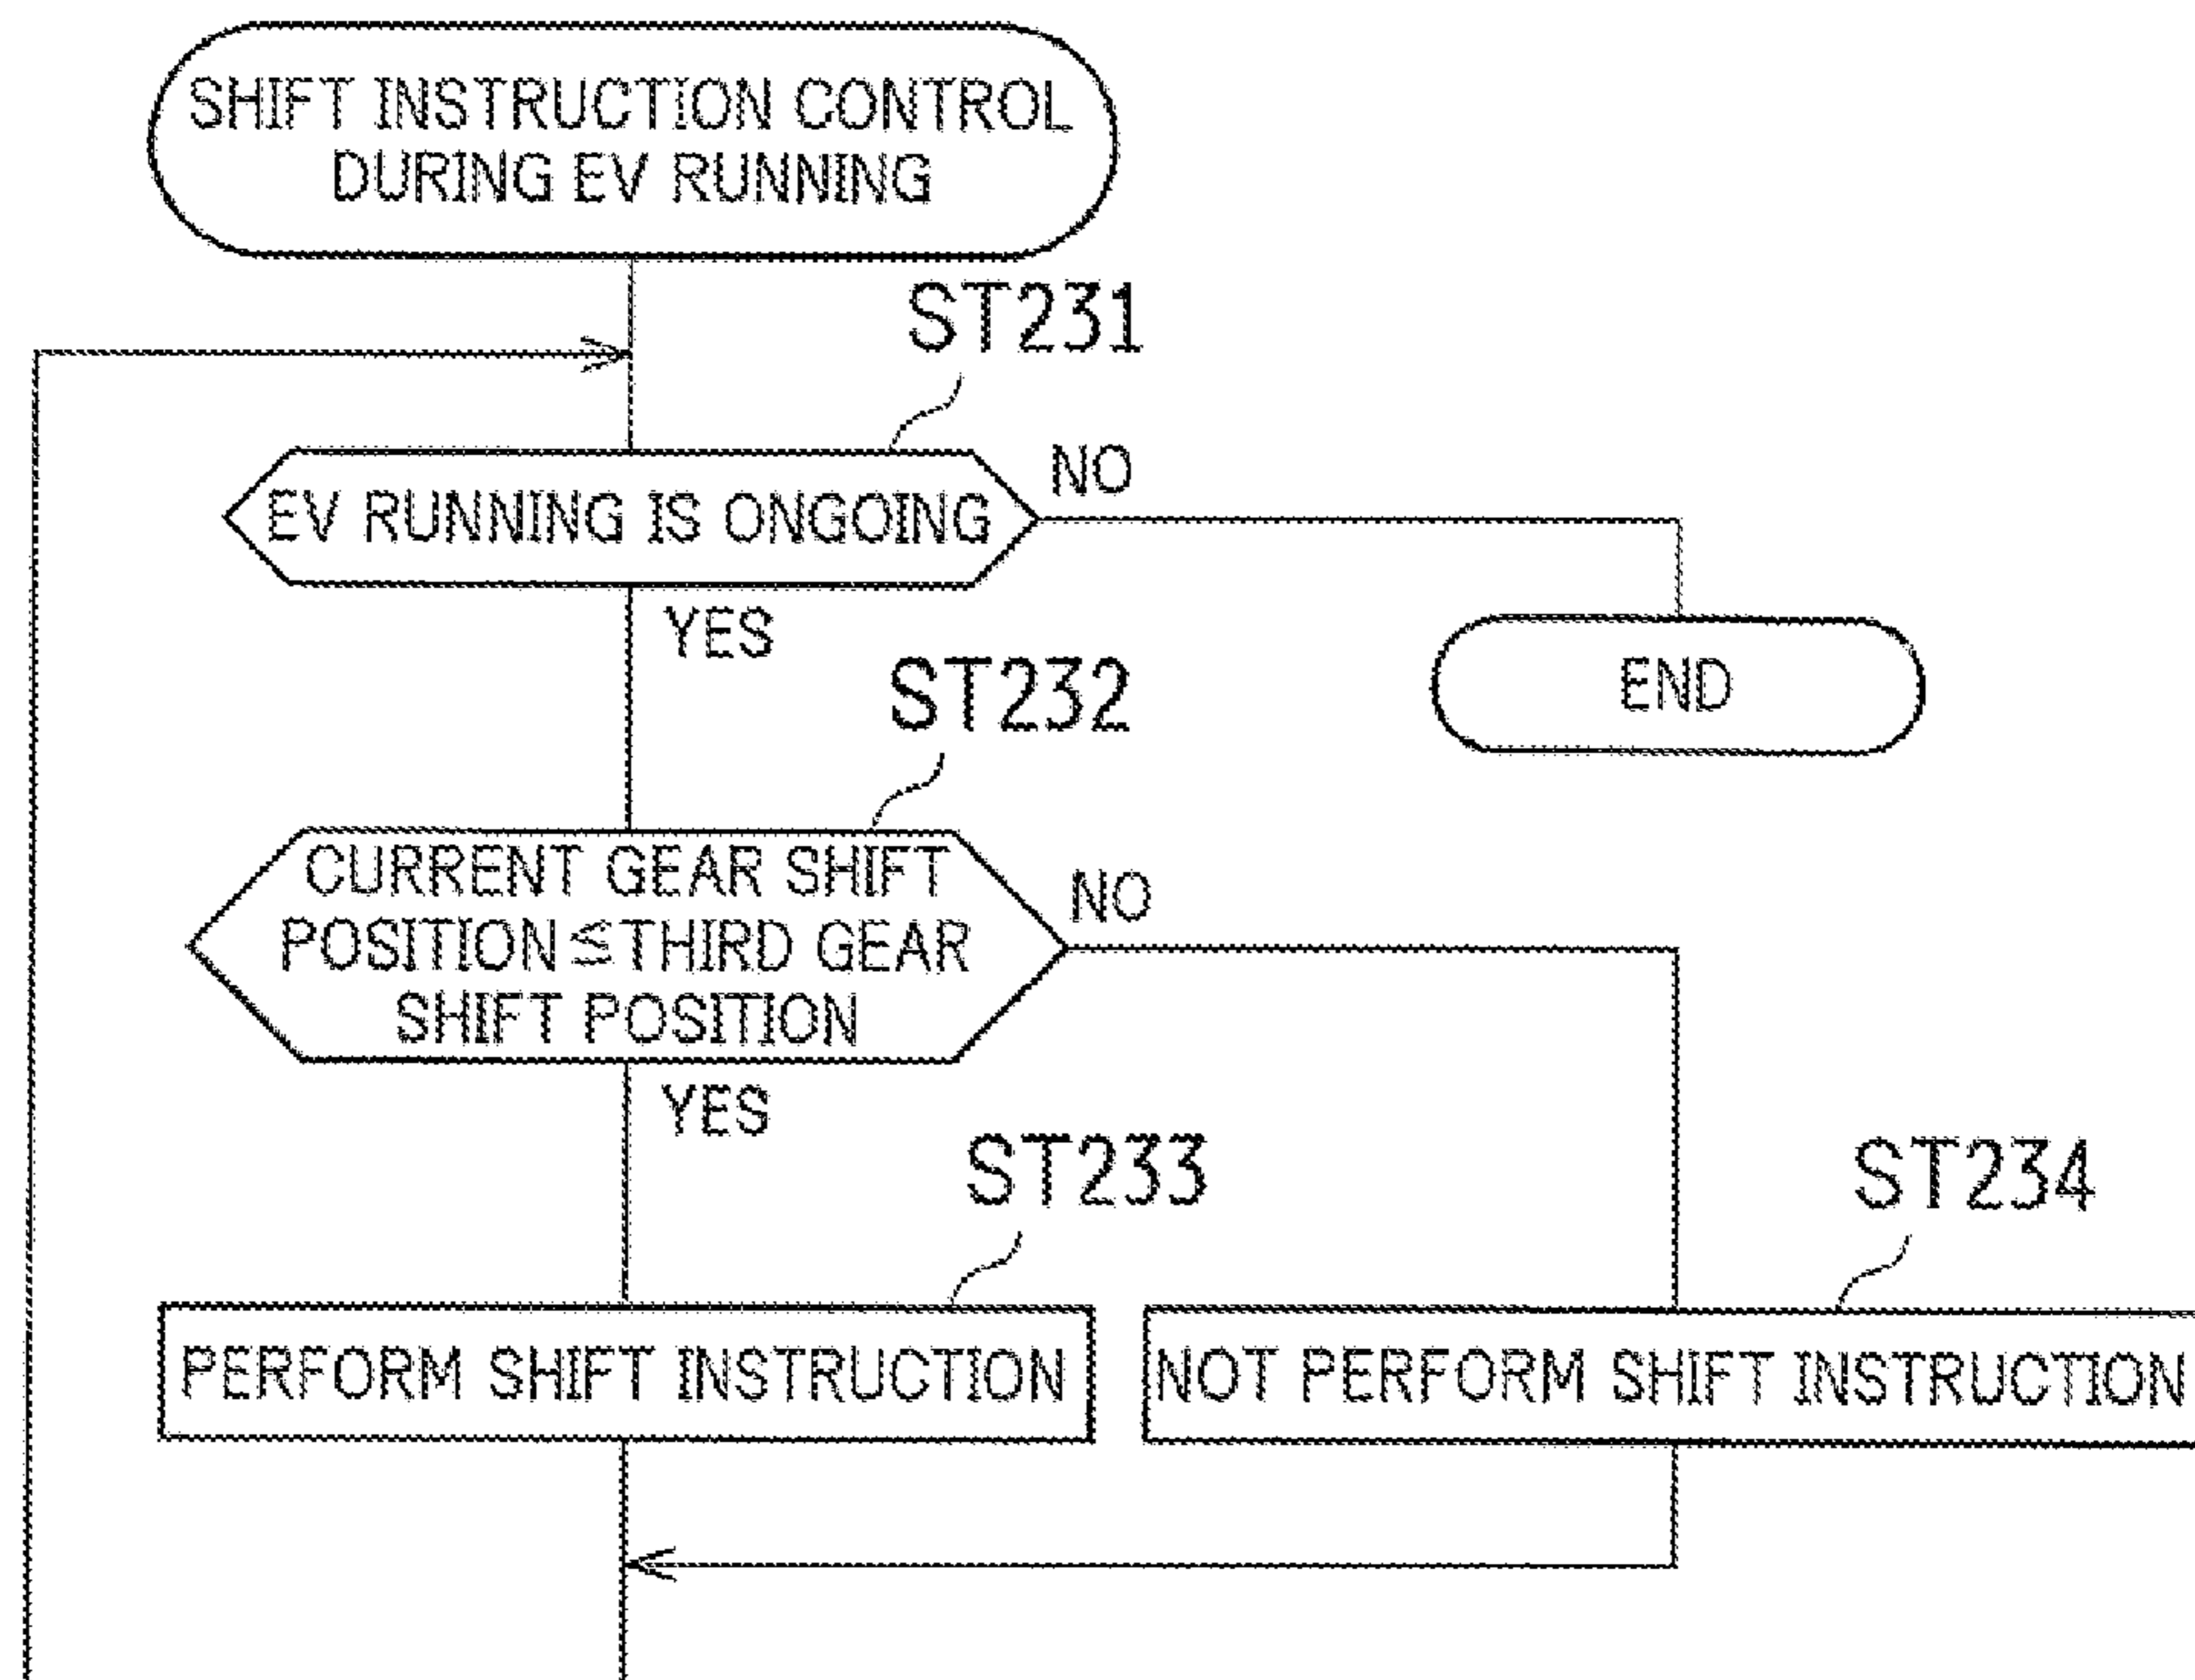 SHIFT INSTRUCTION CONTROL
DURING EV RUNNING
ST231
EV RUNNING IS ONGOING
NO
YES
END
ST232
CURRENT GEAR SHIFT
POSITION≦THIRD GEAR
SHIFT POSITION
NO
YES
ST233
ST234
PERFORM SHIFT INSTRUCTION
NOT PERFORM SHIFT INSTRUCTION